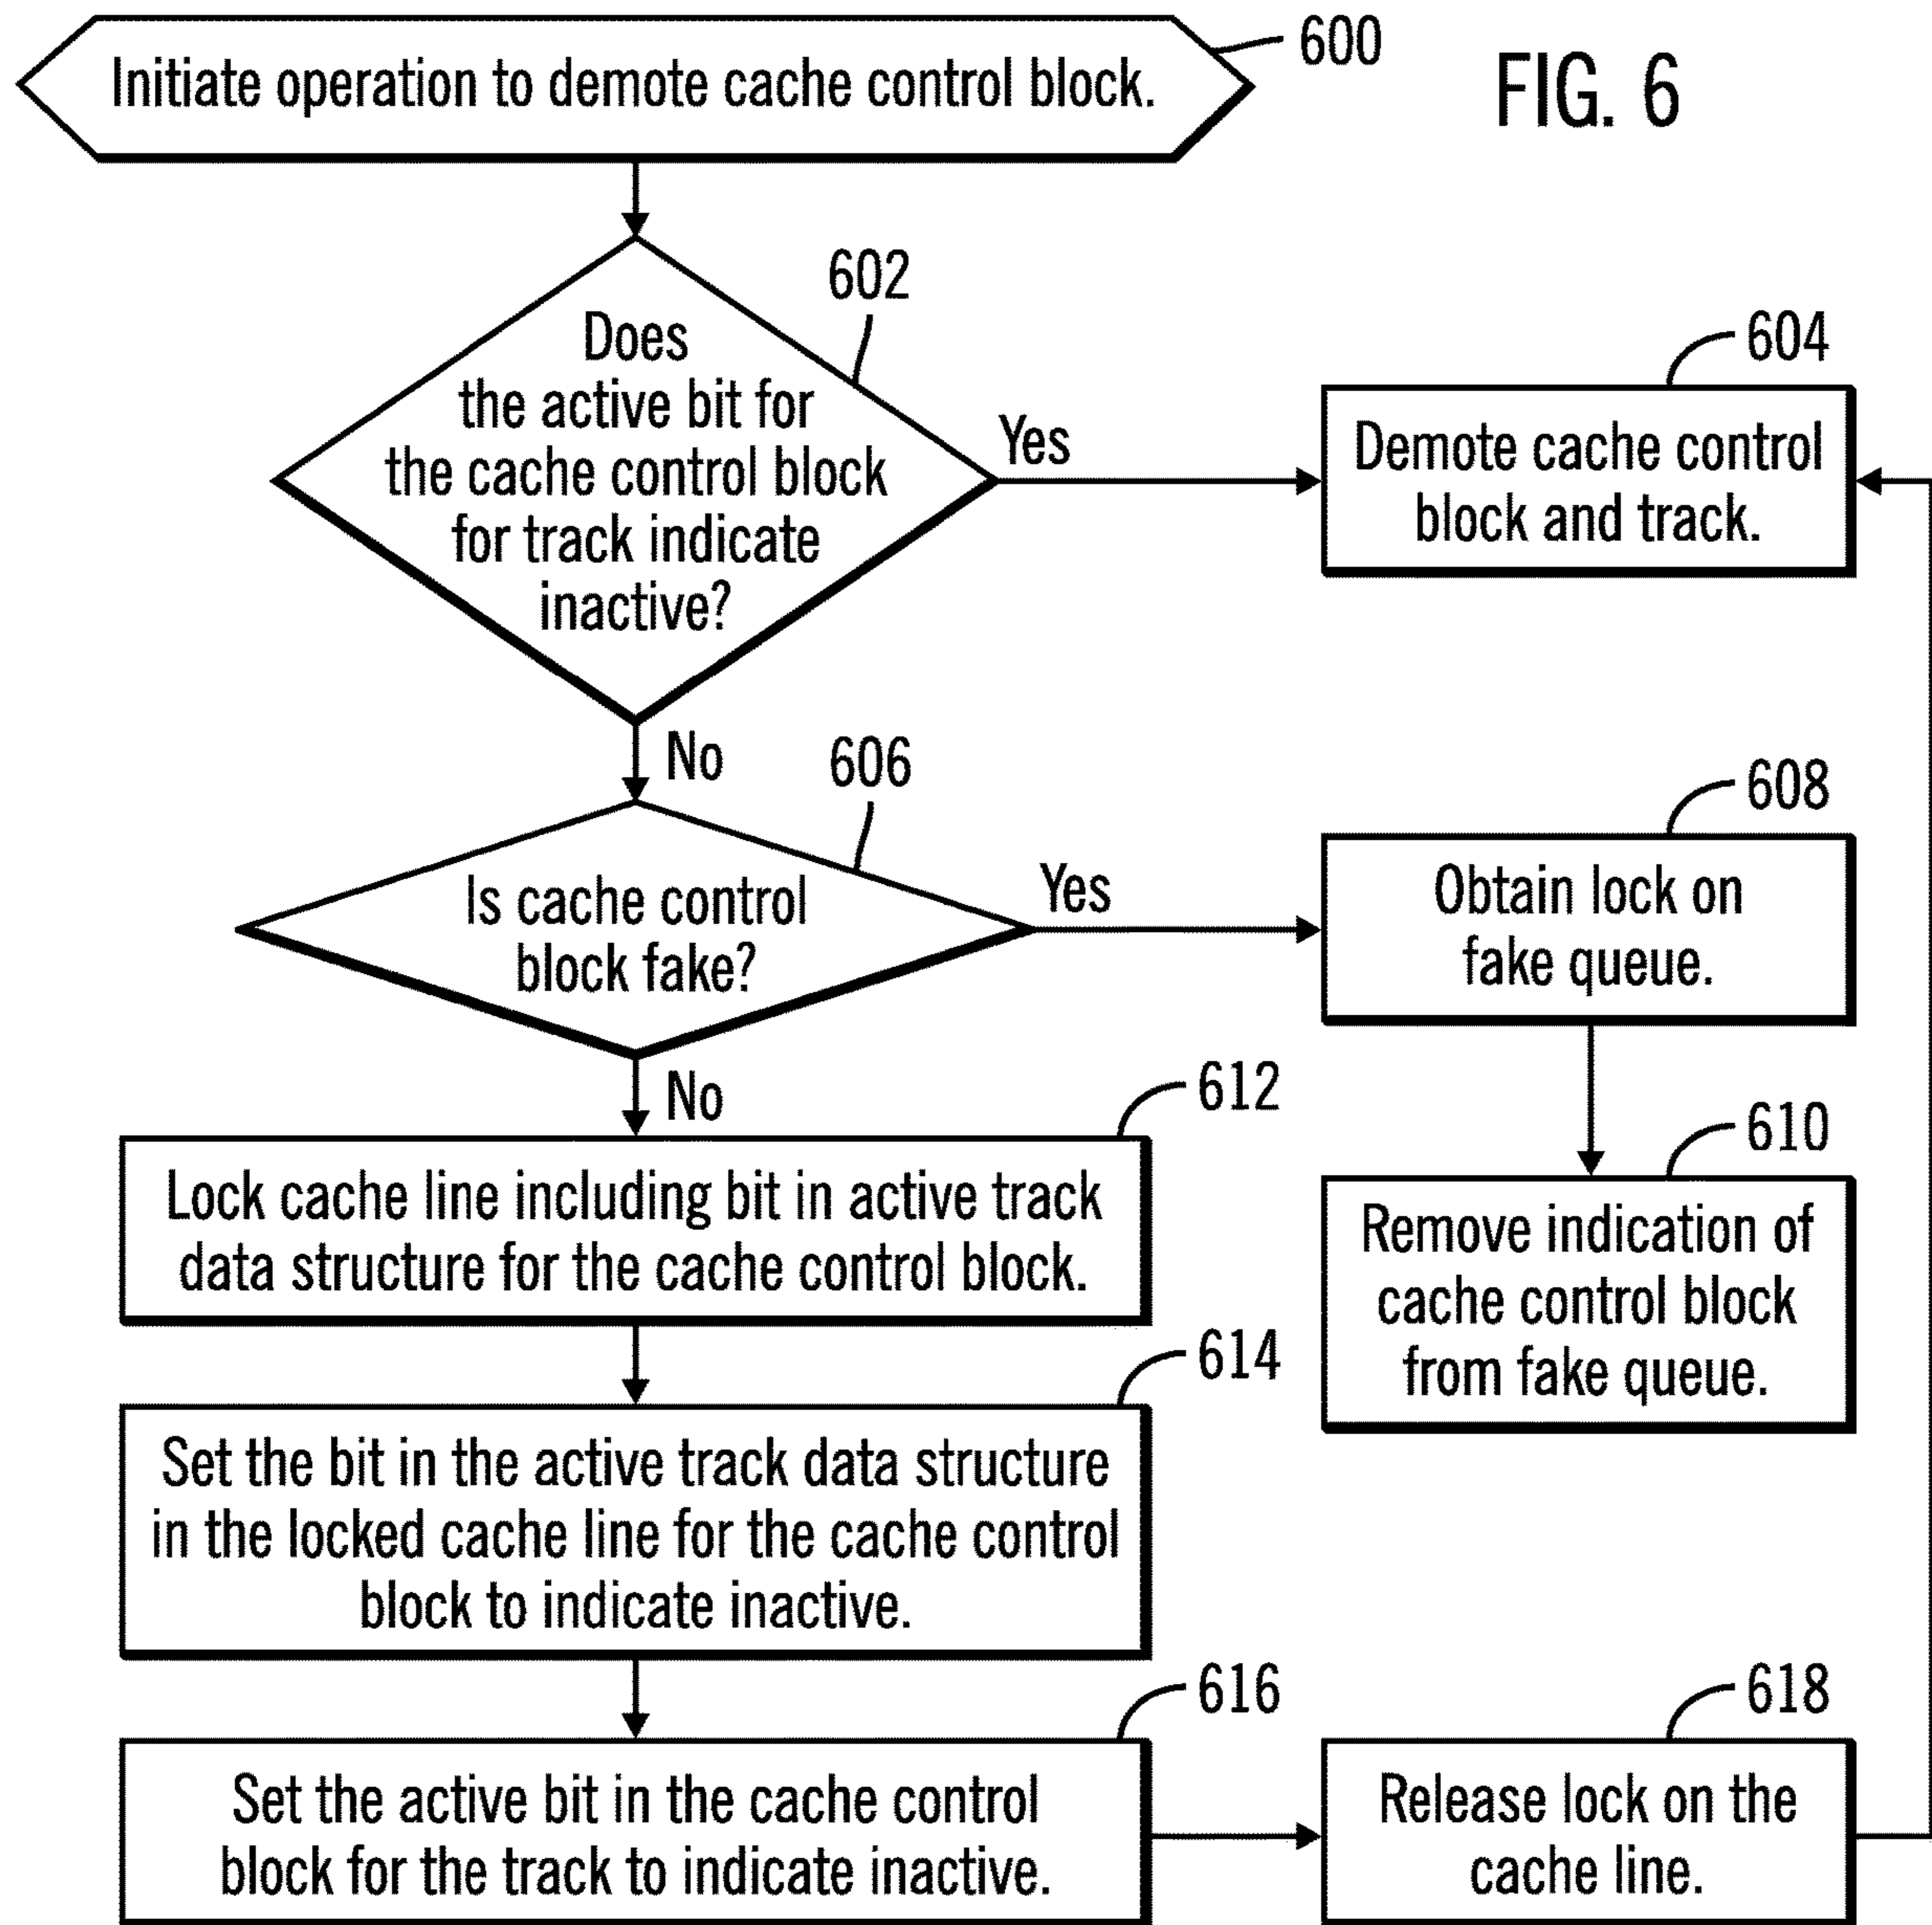 Initiate operation to demote cache control block.
600
FIG. 6
602
Does
the active bit for
the cache control block
for track indicate
inactive?
Yes
604
Demote cache control
block and track.
No
606
Is cache control
block fake?
Yes
608
Obtain lock on
fake queue.
No
610
Remove indication of
cache control block
from fake queue.
612
Lock cache line including bit in active track
data structure for the cache control block.
614
Set the bit in the active track data structure
in the locked cache line for the cache control
block to indicate inactive.
616
Set the active bit in the cache control
block for the track to indicate inactive.
618
Release lock on the
cache line.